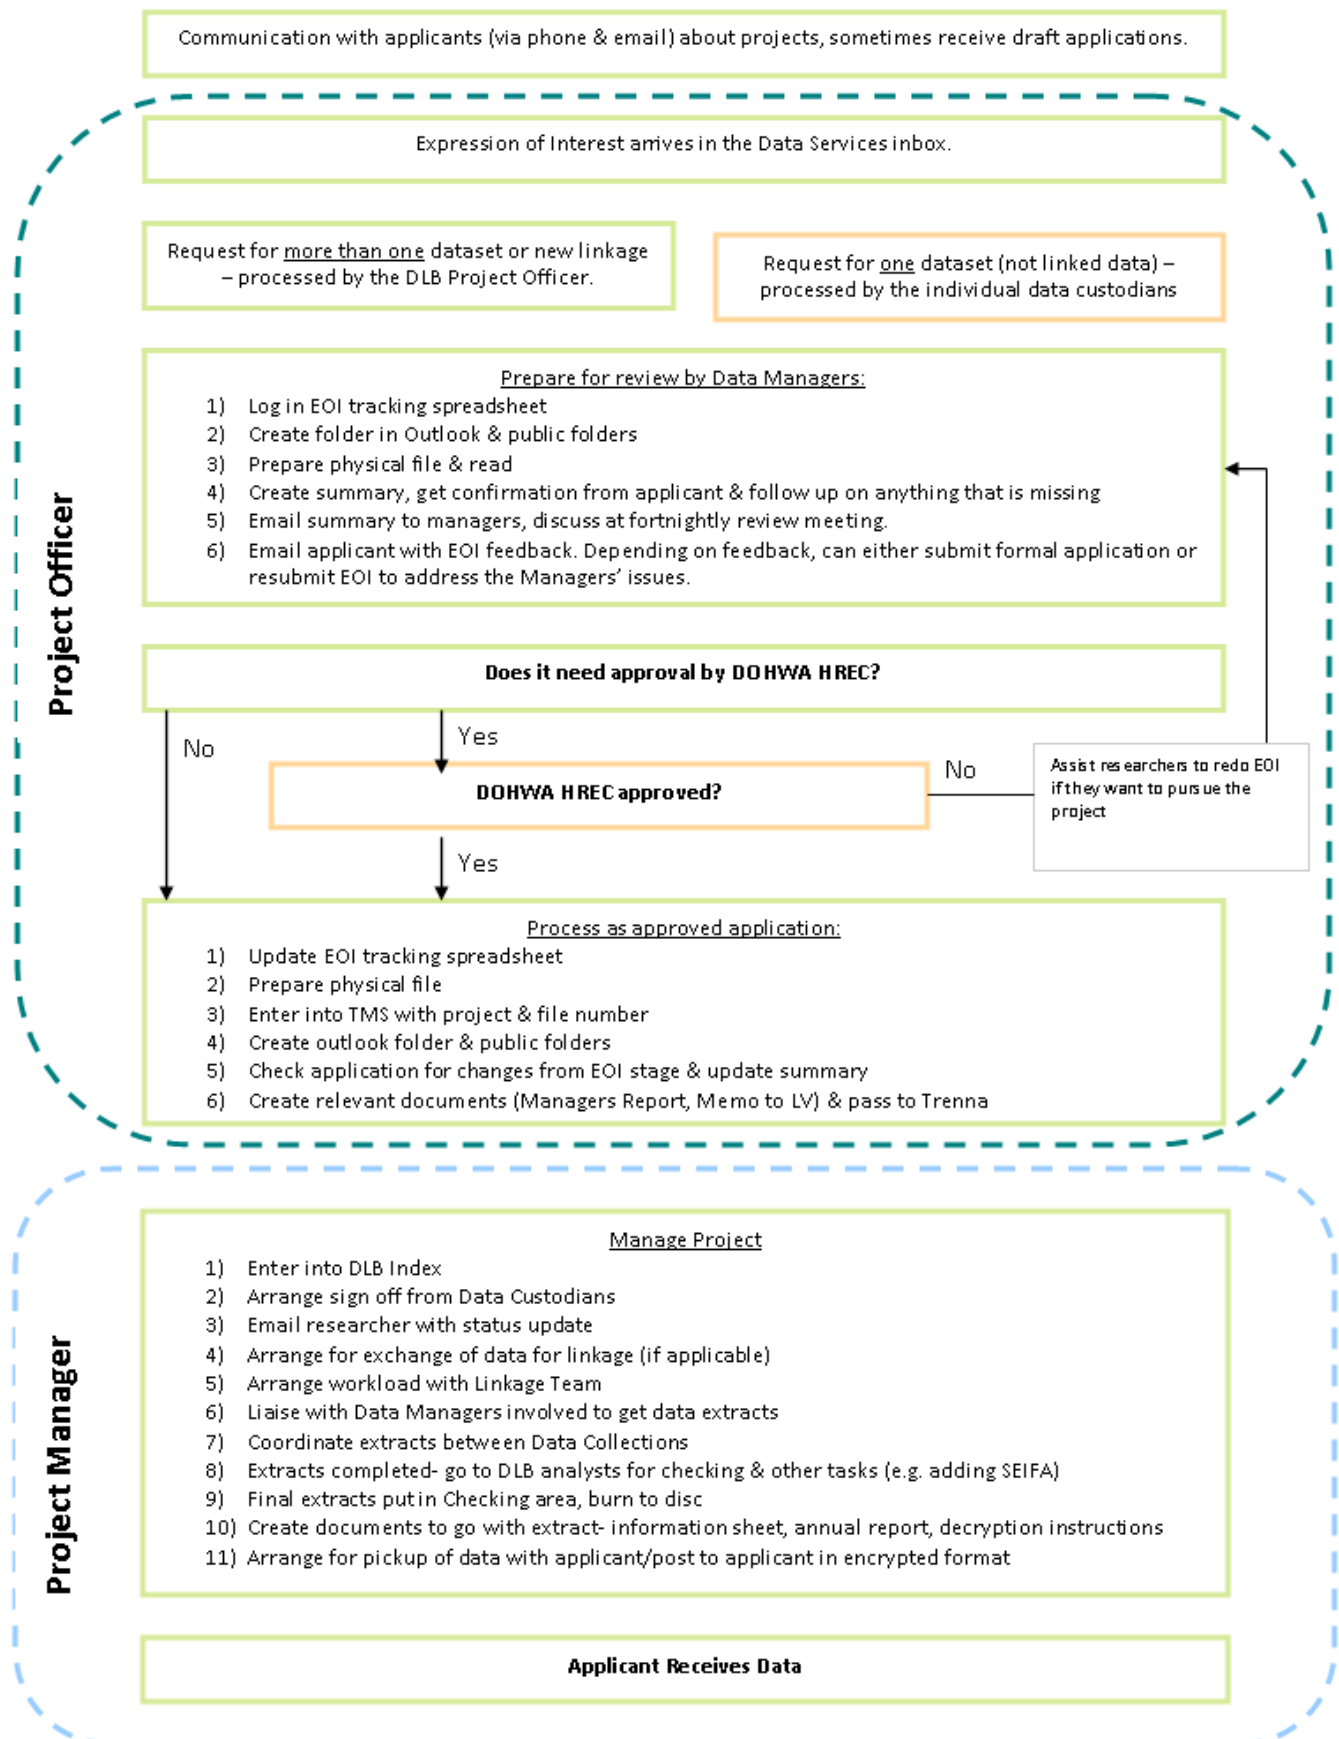 Communication with applicants (via phone & email) about projects, sometimes receive draft applications.
Expression of Interest arrives in the Data Services inbox.
Request for more than one dataset or new linkage
– processed by the DLB Project Officer.
Request for one dataset (not linked data) –
processed by the individual data custodians
Project Officer
Prepare for review by Data Managers:
1) Log in EOI tracking spreadsheet
2) Create folder in Outlook & public folders
3) Prepare physical file & read
4) Create summary, get confirmation from applicant & follow up on anything that is missing
5) Email summary to managers, discuss at fortnightly review meeting.
6) Email applicant with EOI feedback. Depending on feedback, can either submit formal application or
resubmit EOI to address the Managers’ issues.
Does it need approval by DOHWA HREC?
No
Yes
DOHWA HREC approved?
No
Assist researchers to redo EOI
if they want to pursue the
project
Yes
Process as approved application:
1) Update EOI tracking spreadsheet
2) Prepare physical file
3) Enter into TMS with project & file number
4) Create outlook folder & public folders
5) Check application for changes from EOI stage & update summary
6) Create relevant documents (Managers Report, Memo to LV) & pass to Trenna
Project Manager
Manage Project
1) Enter into DLB Index
2) Arrange sign off from Data Custodians
3) Email researcher with status update
4) Arrange for exchange of data for linkage (if applicable)
5) Arrange workload with Linkage Team
6) Liaise with Data Managers involved to get data extracts
7) Coordinate extracts between Data Collections
8) Extracts completed- go to DLB analysts for checking & other tasks (e.g. adding SEIFA)
9) Final extracts put in Checking area, burn to disc
10) Create documents to go with extract- information sheet, annual report, decryption instructions
11) Arrange for pickup of data with applicant/post to applicant in encrypted format
Applicant Receives Data